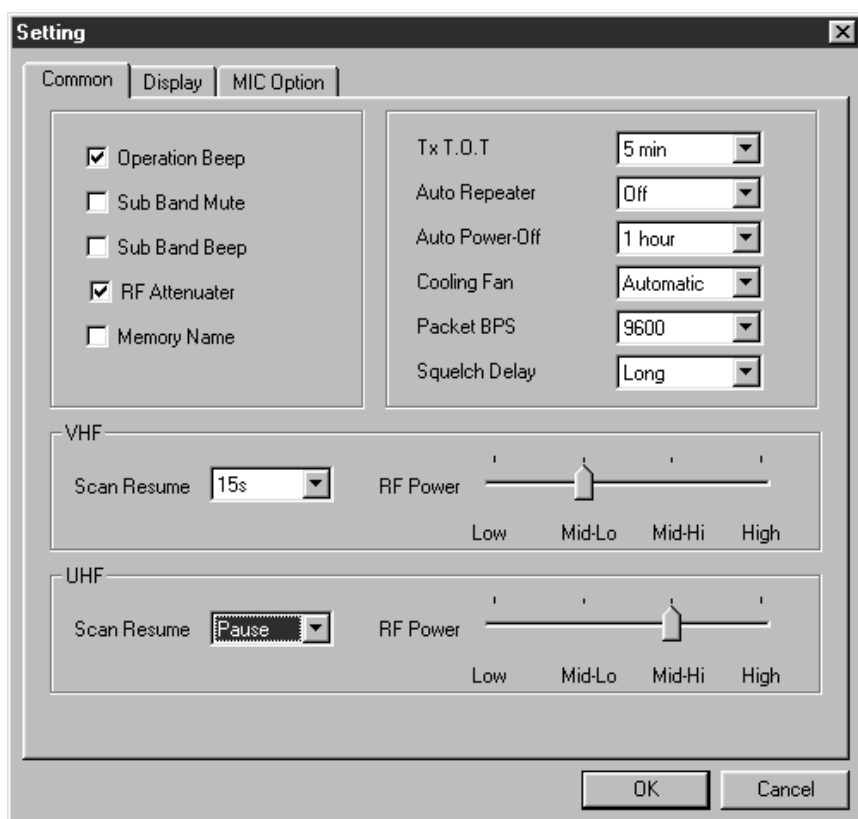 Setting
Common Display MIC Option
Operation Beep
Sub Band Mute
Sub Band Beep
RF Attenuater
Memory Name
Tx T.O.T 5 min
Auto Repeater Off
Auto Power-Off 1 hour
Cooling Fan Automatic
Packet BPS 9600
Squelch Delay Long
VHF
Scan Resume 15s RF Power
Low Mid-Lo Mid-Hi High
UHF
Scan Resume Pause RF Power
Low Mid-Lo Mid-Hi High
OK Cancel